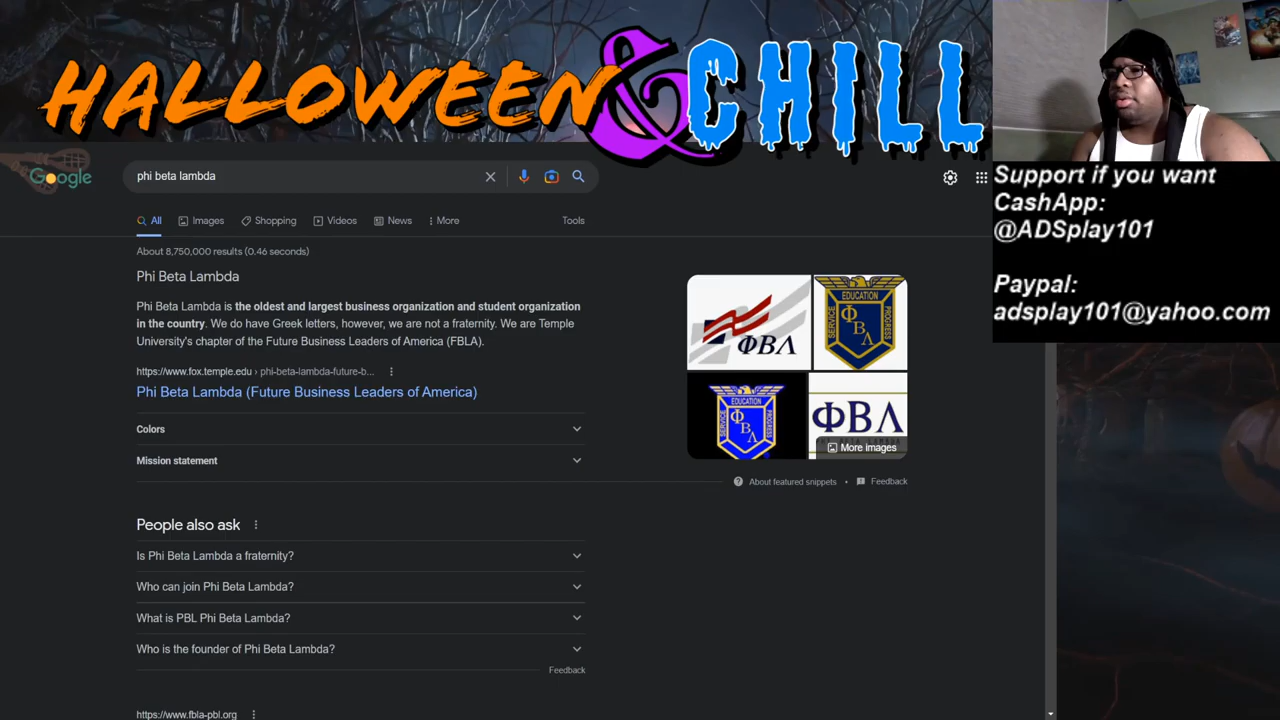 HALLOWEEN & CHILL
Google
phi beta lambda
All
Images
Shopping
Videos
News
More
Tools
About 8,750,000 results (0.46 seconds)
Phi Beta Lambda
Phi Beta Lambda is the oldest and largest business organization and student organization
in the country. We do have Greek letters, however, we are not a fraternity. We are Temple
University's chapter of the Future Business Leaders of America (FBLA).
https://www.fox.temple.edu › phi-beta-lambda-future-b...
Phi Beta Lambda (Future Business Leaders of America)
Colors
Mission statement
ΦΒΛ
EDUCATION
SERVICE
PROGRESS
ΦΒΛ
EDUCATION
SERVICE
PROGRESS
ΦΒΛ
ΦΒΛ
More images
About featured snippets • Feedback
People also ask
Is Phi Beta Lambda a fraternity?
Who can join Phi Beta Lambda?
What is PBL Phi Beta Lambda?
Who is the founder of Phi Beta Lambda?
Feedback
https://www.fbla-pbl.org
Support if you want
CashApp:
@ADSplay101
Paypal:
adsplay101@yahoo.com